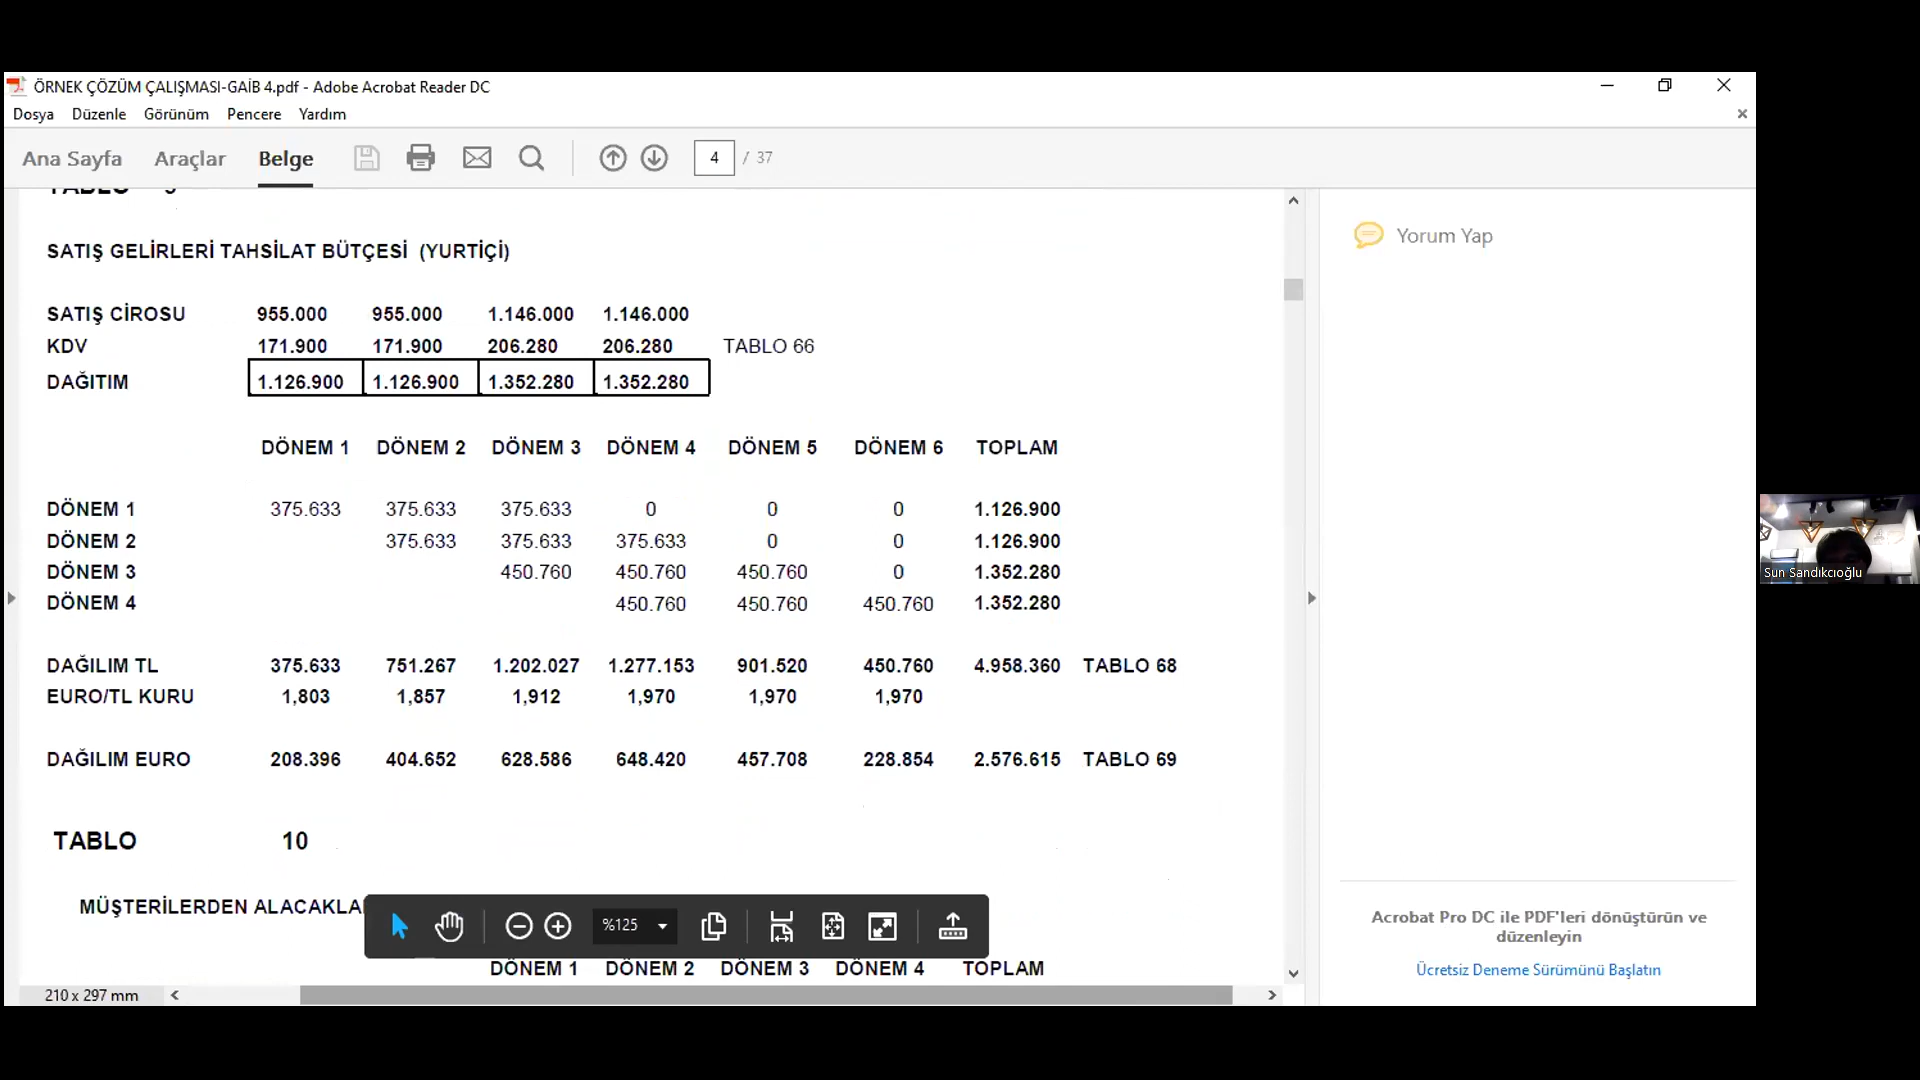 ÖRNEK ÇÖZÜM ÇALIŞMASI-GAİB 4.pdf - Adobe Acrobat Reader DC
Dosya Düzenle Görünüm Pencere Yardım
Ana Sayfa Araçlar Belge 4 / 37
TABLO 9
Yorum Yap
SATIŞ GELİRLERİ TAHSİLAT BÜTÇESİ (YURTİÇİ)
SATIŞ CİROSU 955.000 955.000 1.146.000 1.146.000
KDV 171.900 171.900 206.280 206.280 TABLO 66
DAĞITIM 1.126.900 1.126.900 1.352.280 1.352.280
DÖNEM 1 DÖNEM 2 DÖNEM 3 DÖNEM 4 DÖNEM 5 DÖNEM 6 TOPLAM
DÖNEM 1 375.633 375.633 375.633 0 0 0 1.126.900
DÖNEM 2 375.633 375.633 375.633 0 0 1.126.900
DÖNEM 3 450.760 450.760 450.760 0 1.352.280
DÖNEM 4 450.760 450.760 450.760 1.352.280
Sun Sandıkcıoğlu
DAĞILIM TL 375.633 751.267 1.202.027 1.277.153 901.520 450.760 4.958.360 TABLO 68
EURO/TL KURU 1,803 1,857 1,912 1,970 1,970 1,970
DAĞILIM EURO 208.396 404.652 628.586 648.420 457.708 228.854 2.576.615 TABLO 69
TABLO 10
MÜŞTERİLERDEN
%125
DÖNEM 1 DÖNEM 2 DÖNEM 3 DÖNEM 4 TOPLAM
210 x 297 mm
Acrobat Pro DC ile PDF'leri dönüştürün ve
düzenleyin
Ücretsiz Deneme Sürümünü Başlatın